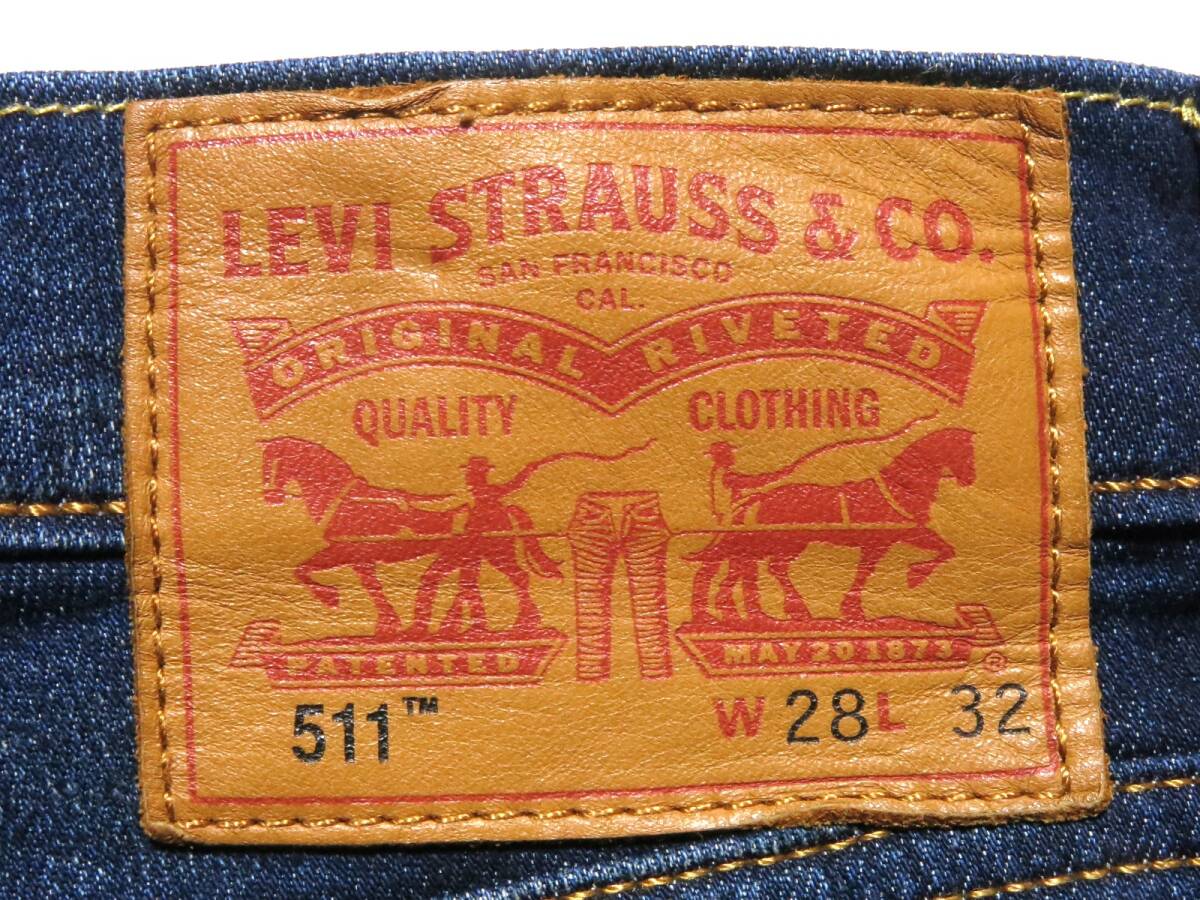 LEVI STRAUSS & CO.
SAN FRANCISCO
CAL.
ORIGINAL RIVETED
QUALITY CLOTHING
PATENTED MAY 20 1873 ®
511™ W 28 L 32